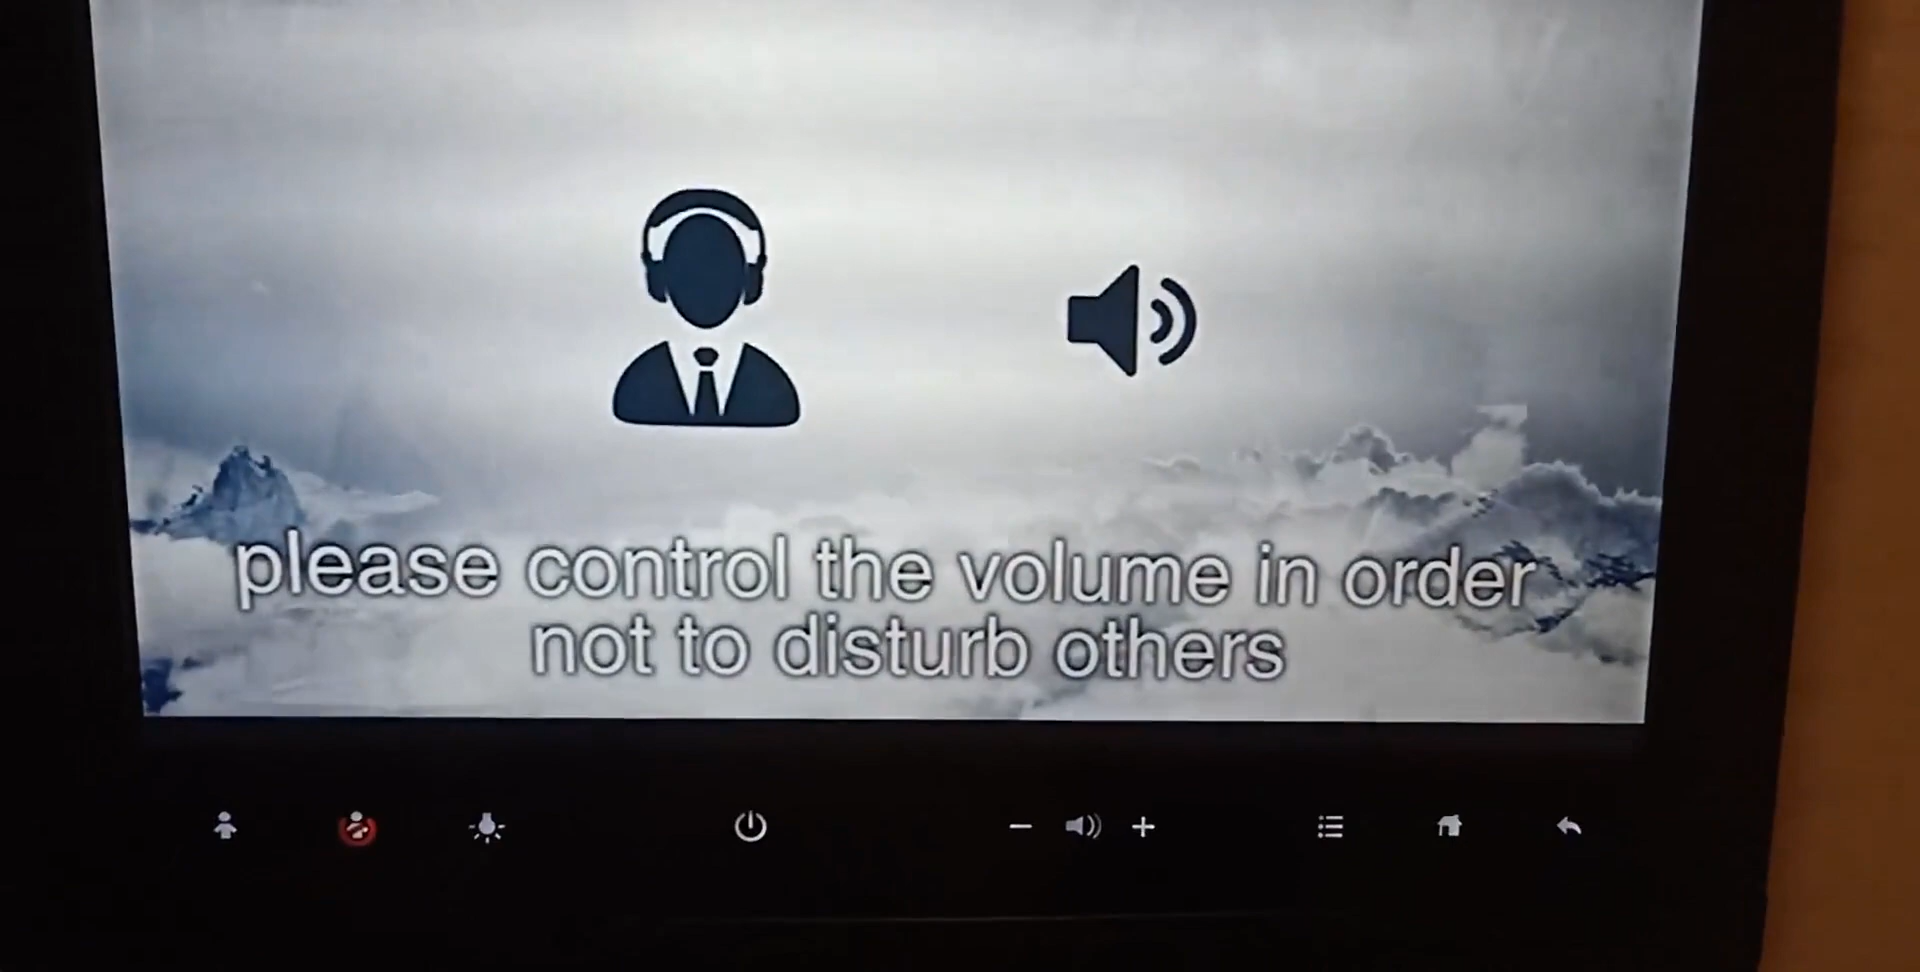 please control the volume in order
not to disturb others